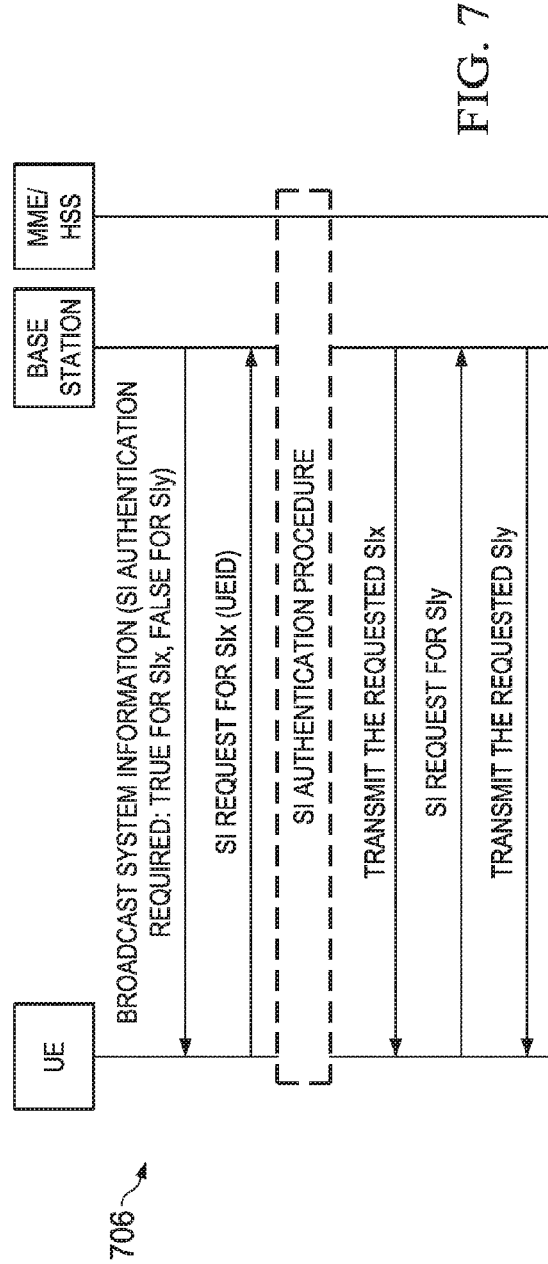 706
UE
BASE
STATION
MME/
HSS
BROADCAST SYSTEM INFORMATION (SI AUTHENTICATION
REQUIRED: TRUE FOR SIx, FALSE FOR SIy)
SI REQUEST FOR SIx (UEID)
SI AUTHENTICATION PROCEDURE
TRANSMIT THE REQUESTED SIx
SI REQUEST FOR SIy
TRANSMIT THE REQUESTED SIy
FIG. 7